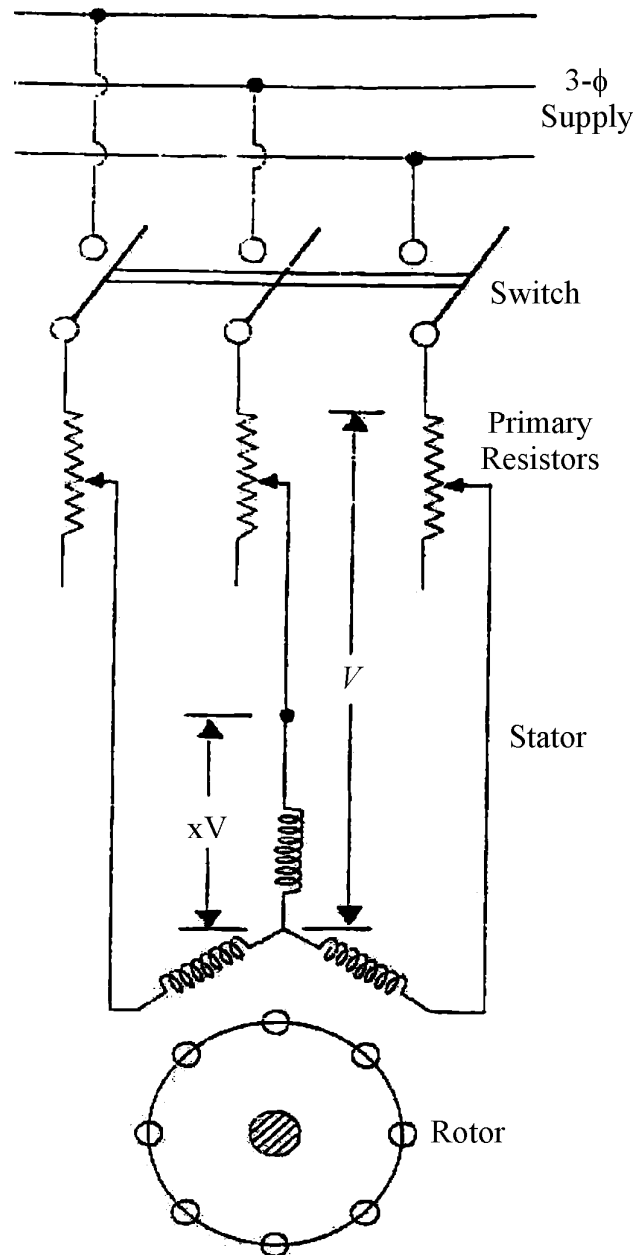 3-ϕ
Supply
Switch
Primary
Resistors
V
Stator
xV
Rotor